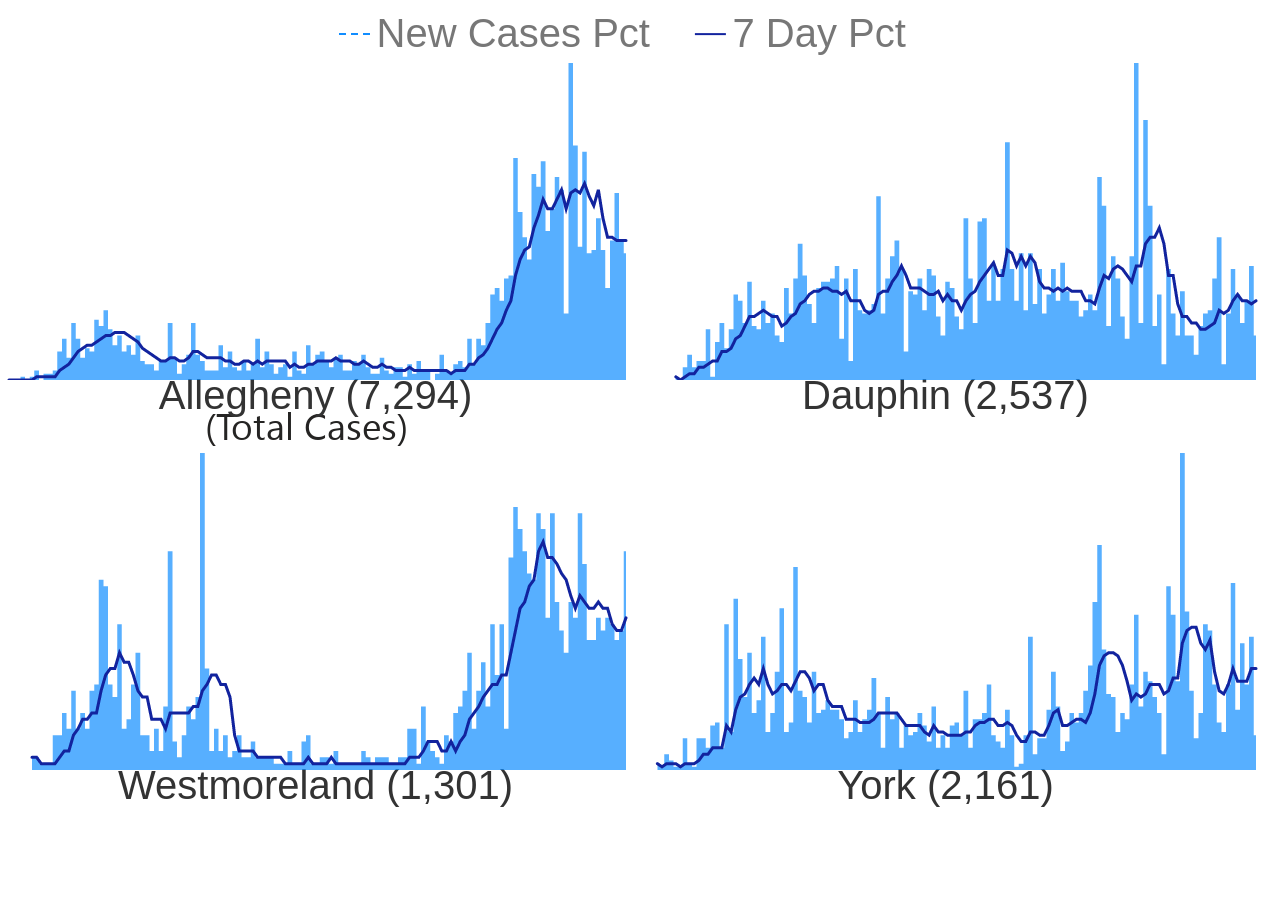 New Cases Pct 7 Day Pct
Allegheny (7,294) Dauphin (2,537)
(Total Cases)
Westmoreland (1,301) York (2,161)